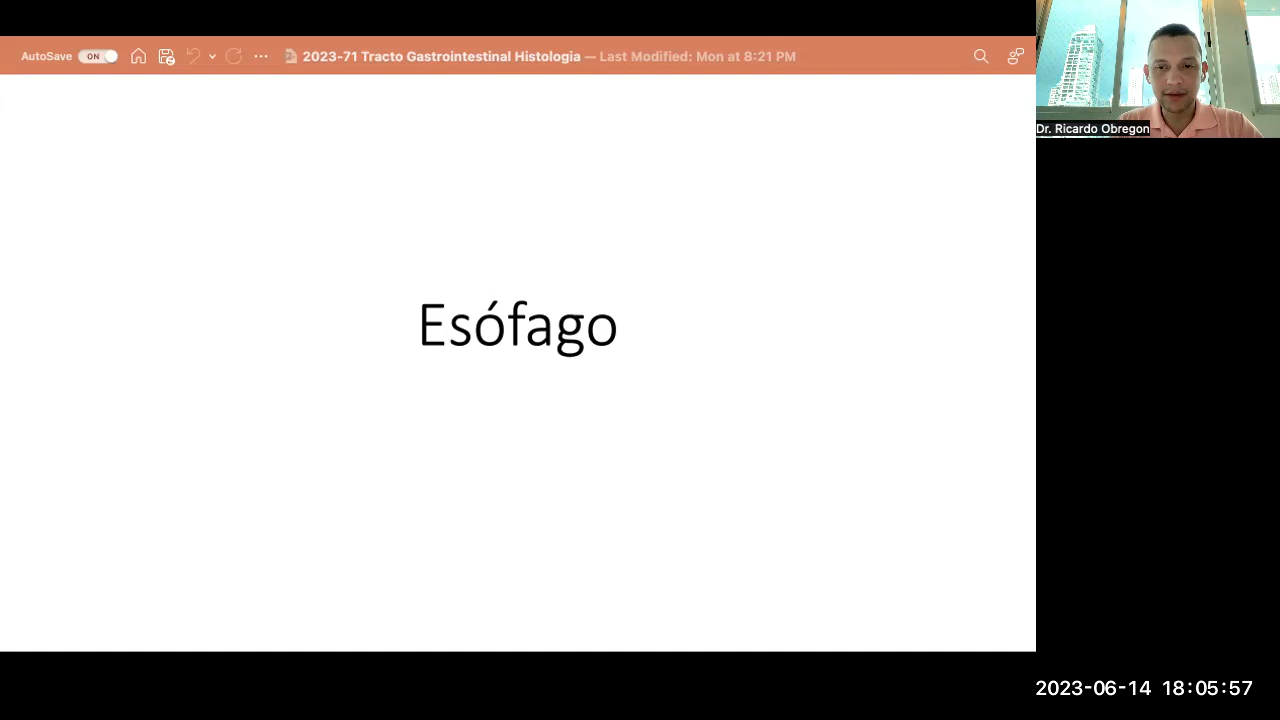 AutoSave ON ... 2023-71 Tracto Gastrointestinal Histologia — Last Modified: Mon at 8:21 PM
Dr. Ricardo Obregon
Esófago
2023-06-14 18:05:57